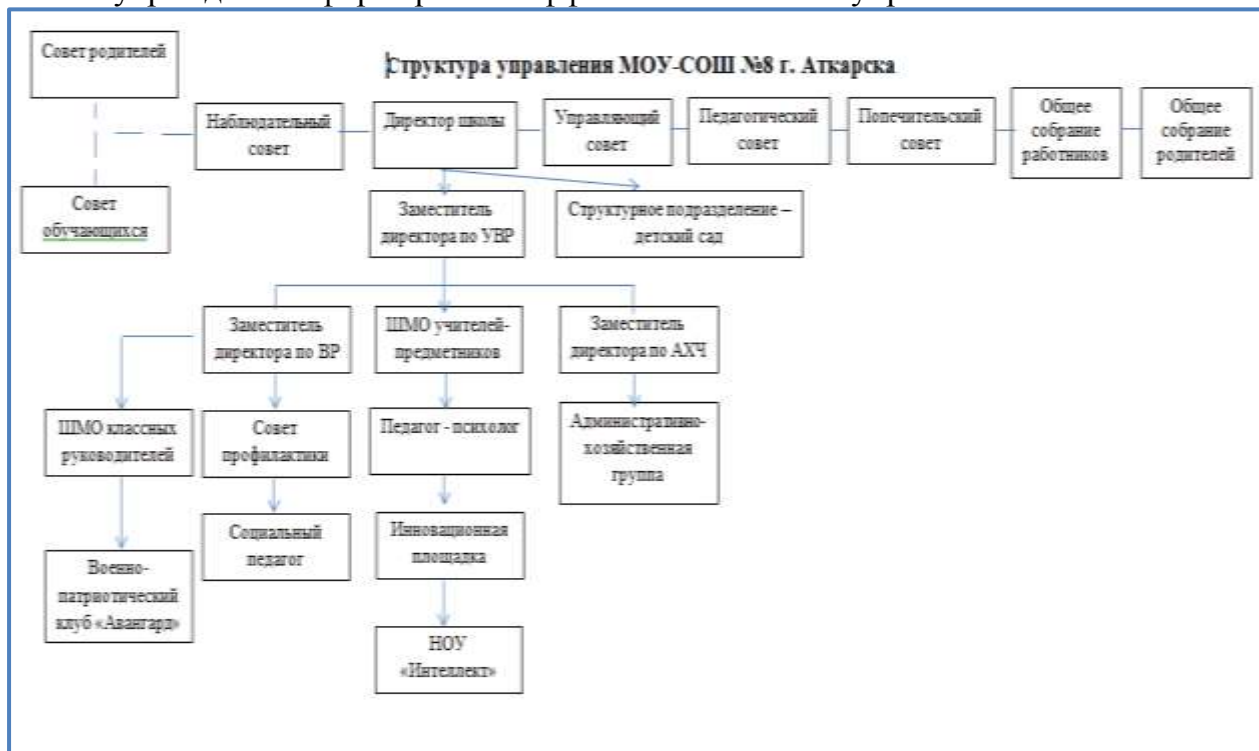 Совет родителей
Структура управления МОУ-СОШ №8 г. Аткарска
Наблюдательный
совет
Директор школы
Управляющий
совет
Педагогический
совет
Попечительский
совет
Общее
собрание
работников
Общее
собрание
родителей
Совет
обучающихся
Заместитель
директора по УВР
Структурное подразделение –
детский сад
Заместитель
директора по ВР
ШМО учителей-
предметников
Заместитель
директора по АХЧ
ШМО классных
руководителей
Совет
профилактики
Педагог - психолог
Административно-
хозяйственная
группа
Социальный
педагог
Инновационная
площадка
Военно-
патриотический
клуб «Авангард»
НОУ
«Интеллект»